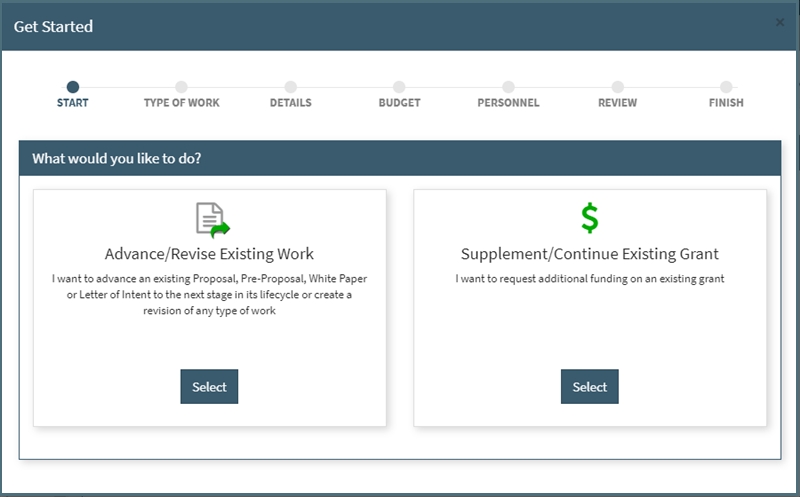 Get Started
×
START TYPE OF WORK DETAILS BUDGET PERSONNEL REVIEW FINISH
What would you like to do?
Advance/Revise Existing Work
I want to advance an existing Proposal, Pre-Proposal, White Paper
or Letter of Intent to the next stage in its lifecycle or create a
revision of any type of work
Select
$
Supplement/Continue Existing Grant
I want to request additional funding on an existing grant
Select